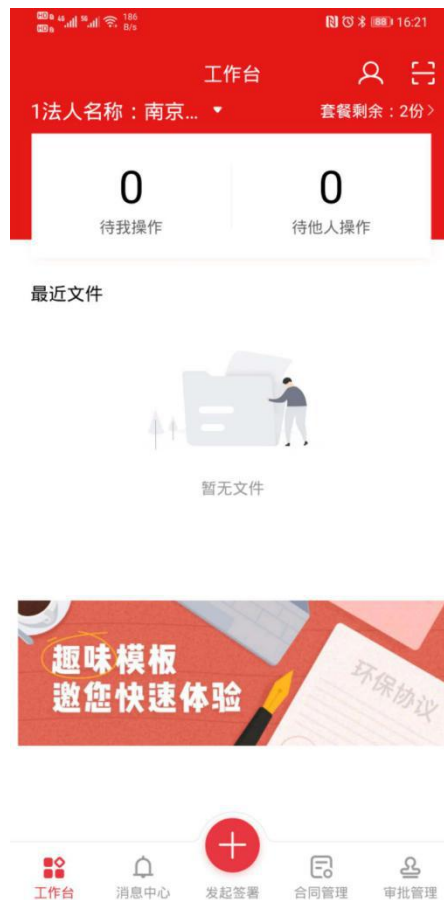 186
B/s
88
16:21
工作台
1法人名称：南京...
套餐剩余：2份
0
0
待我操作
待他人操作
最近文件
暂无文件
趣味模板
邀您快速体验
环保协议
工作台
消息中心
发起签署
合同管理
审批管理